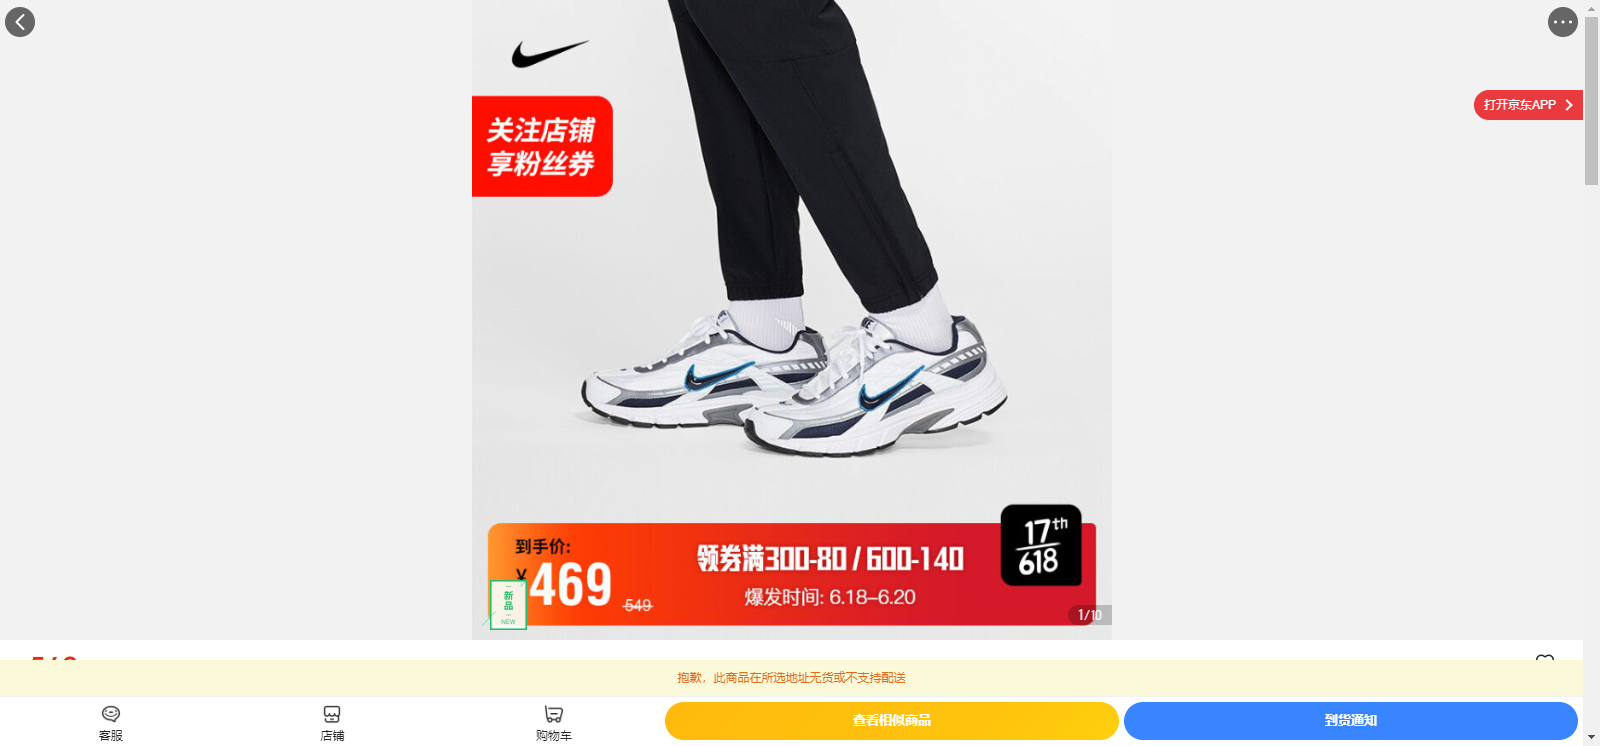 打开京东APP
关注店铺
享粉丝券
到手价:
¥469
549
领券满300-80 / 600-140
爆发时间: 6.18-6.20
17th
618
新品
NEW
1/10
抱歉，此商品在所选地址无货或不支持配送
客服
店铺
购物车
查看相似商品
到货通知